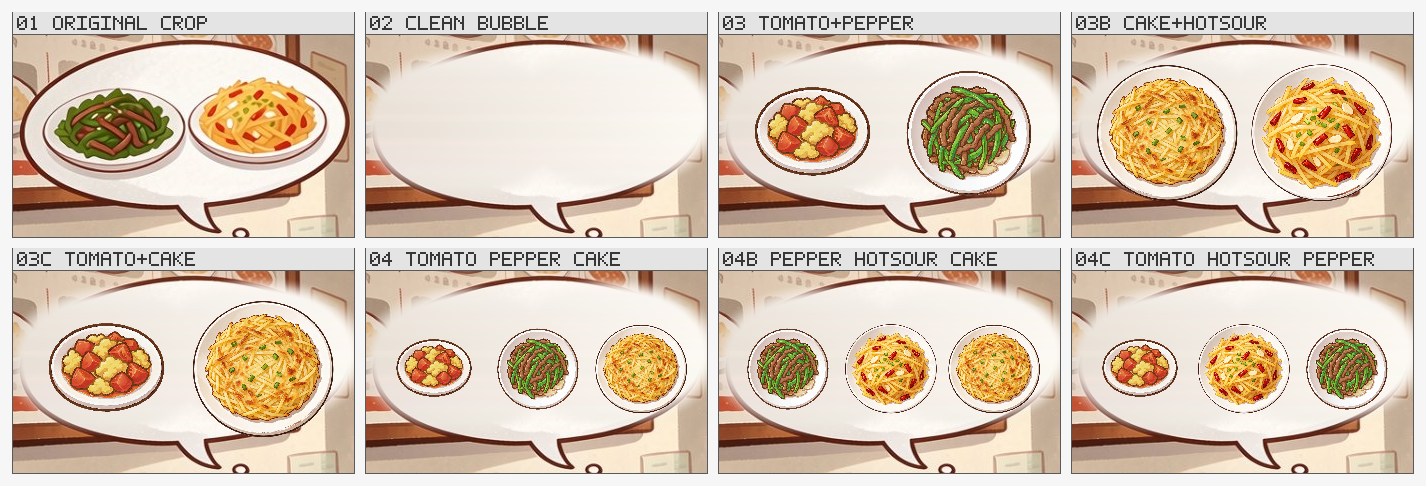 01 ORIGINAL CROP
02 CLEAN BUBBLE
03 TOMATO+PEPPER
03B CAKE+HOTSOUR
03C TOMATO+CAKE
04 TOMATO PEPPER CAKE
04B PEPPER HOTSOUR CAKE
04C TOMATO HOTSOUR PEPPER